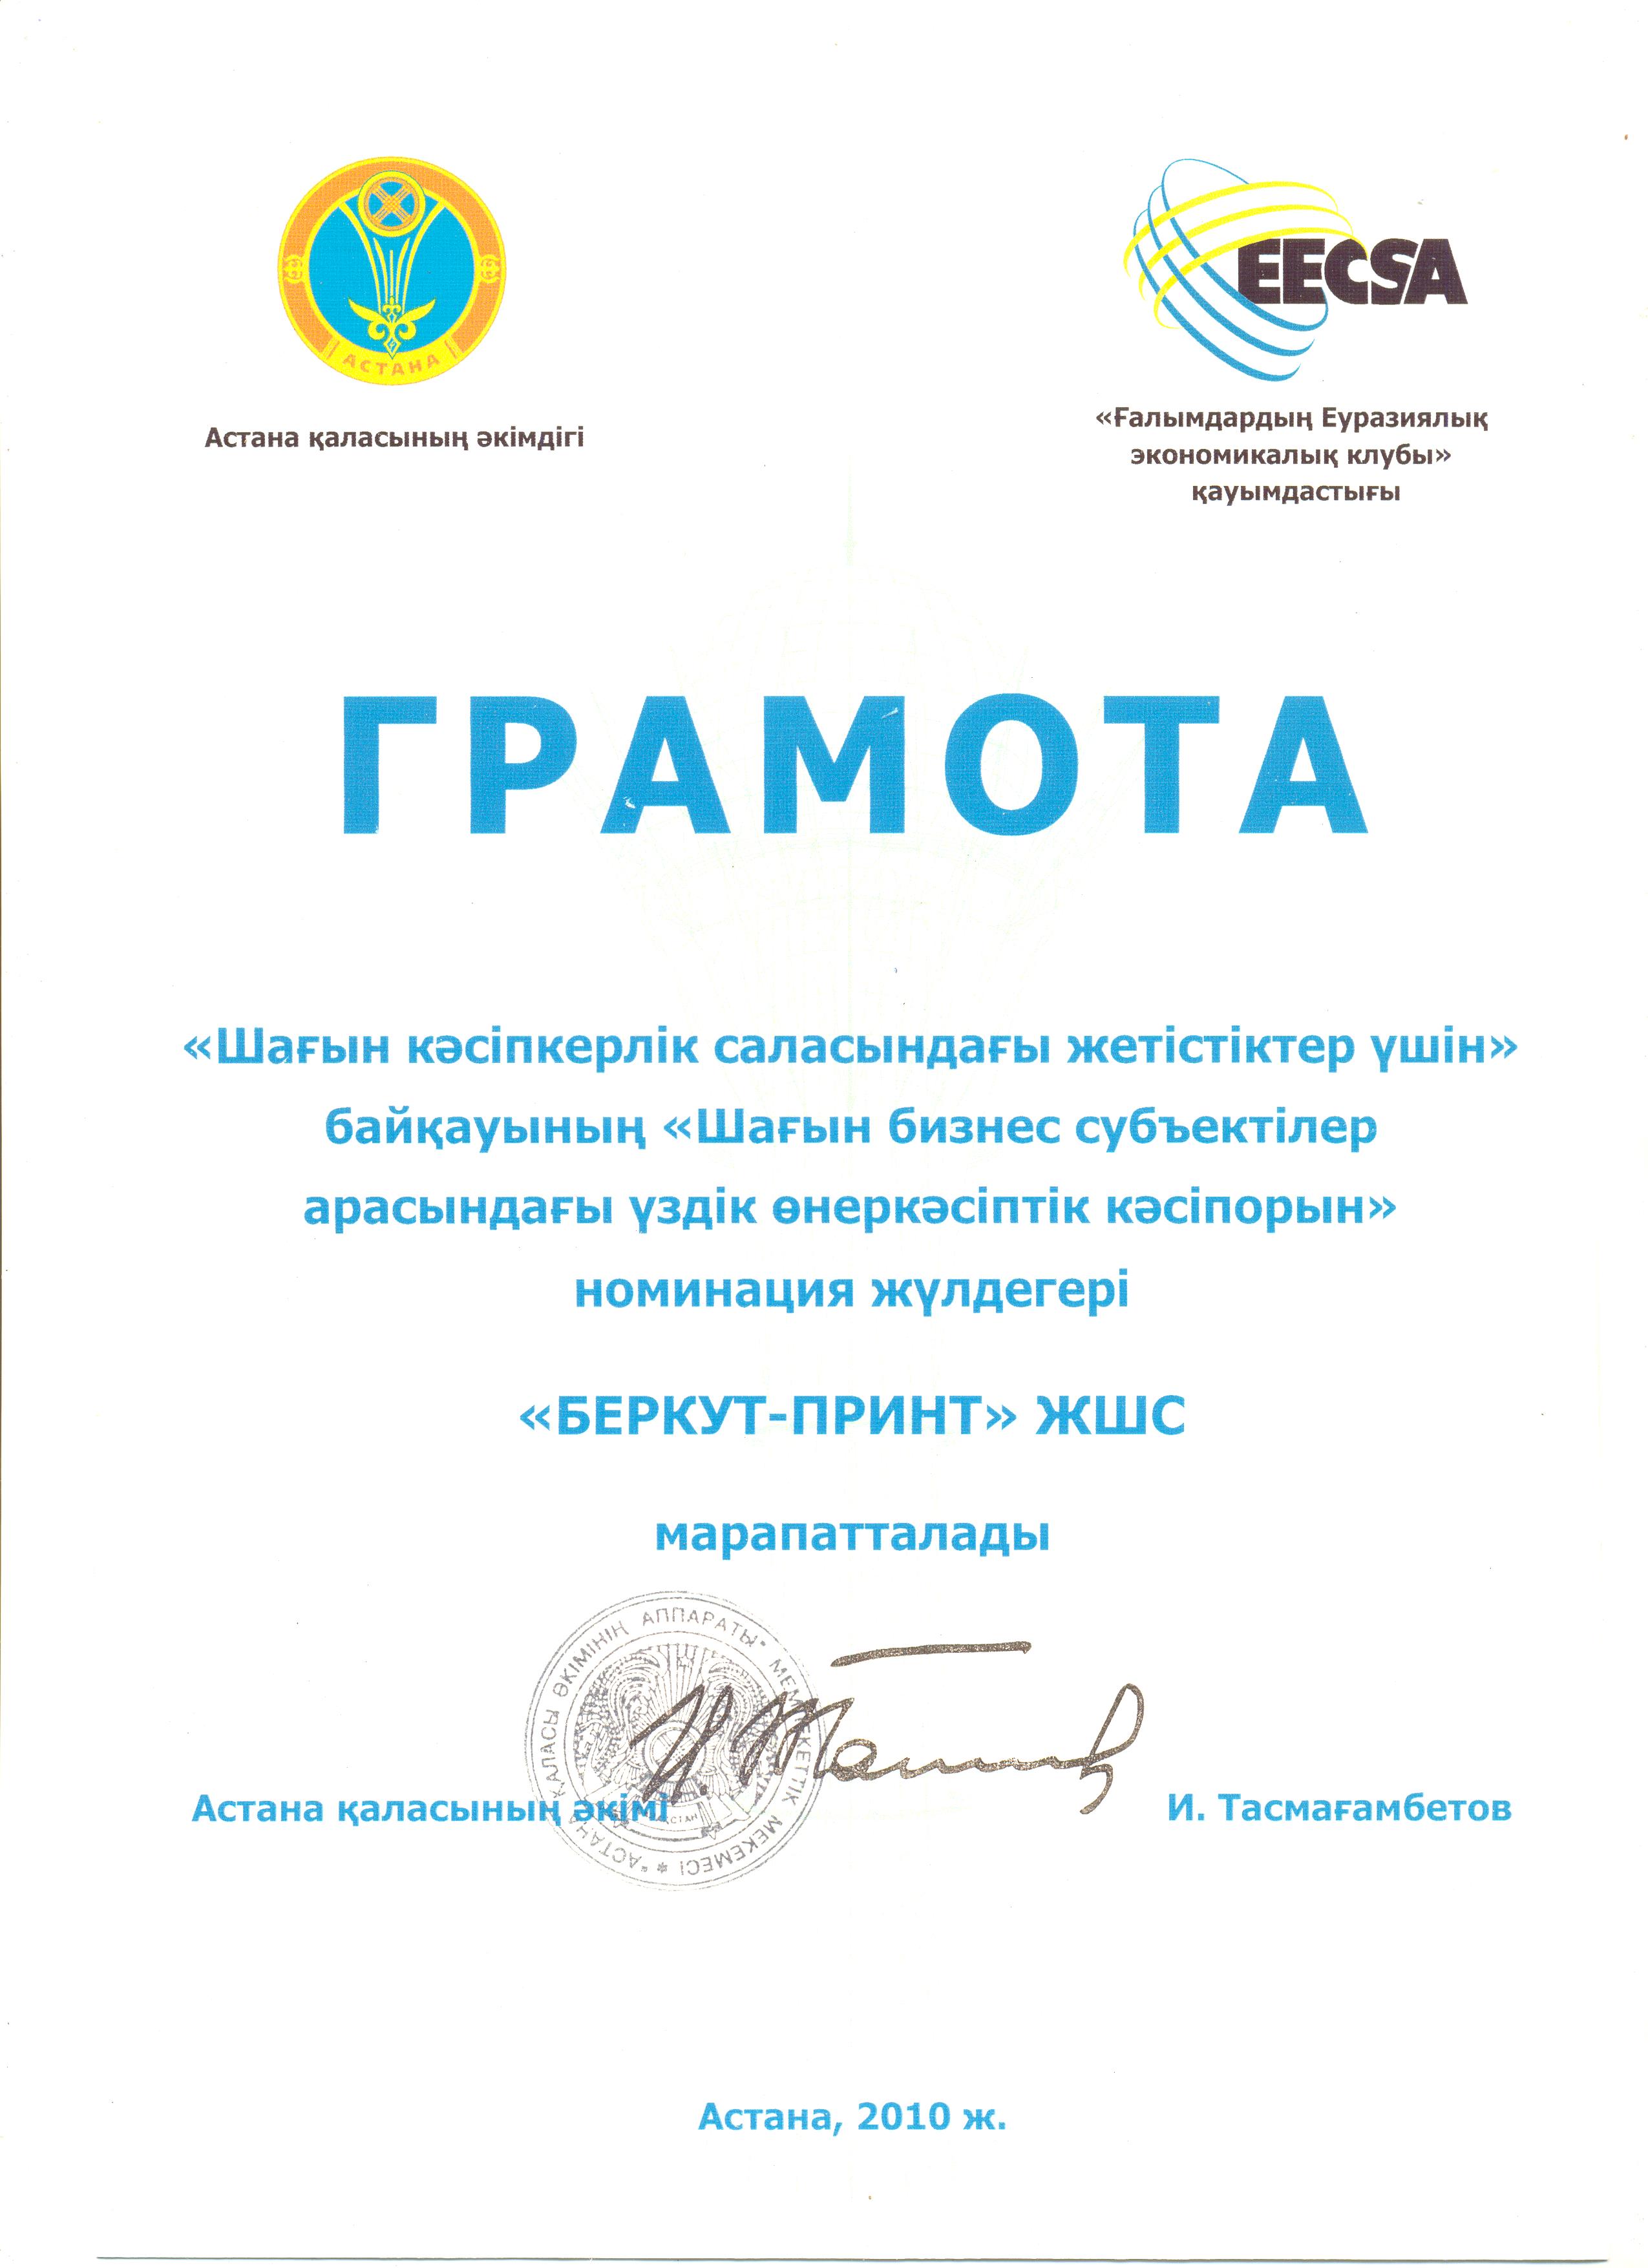 АСТАНА
EECSA
Астана қаласының әкімдігі
«Ғалымдардың Еуразиялық
экономикалық клубы»
қауымдастығы
ГРАМОТА
«Шағын кәсіпкерлік саласындағы жетістіктер үшін»
байқауының «Шағын бизнес субъектілер
арасындағы үздік өнеркәсіптік кәсіпорын»
номинация жүлдегері
«БЕРКУТ-ПРИНТ» ЖШС
марапатталады
"АСТАНА ҚАЛАСЫ ӘКІМІНІҢ АППАРАТЫ" МЕМЛЕКЕТТІК МЕКЕМЕСІ *
Астана қаласының әкімі
И. Тасмағамбетов
Астана, 2010 ж.